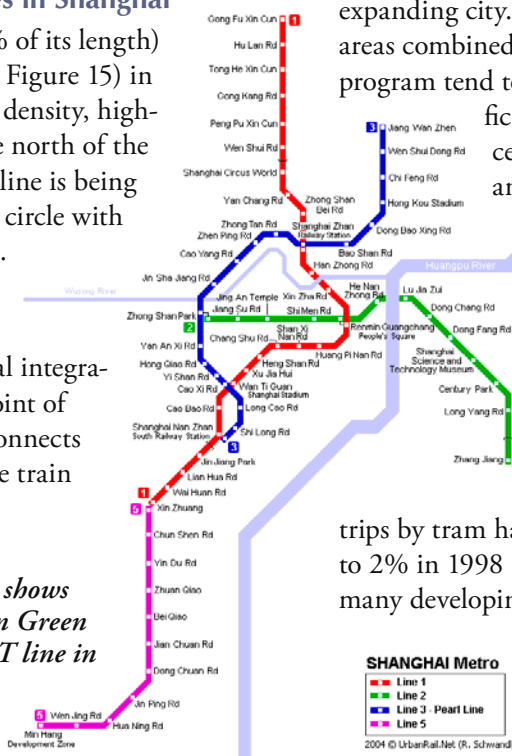 es in Shanghai
% of its length)
Figure 15) in
density, high-
e north of the
line is being
circle with
.
al integra-
oint of
onnects
e train
shows
n Green
T line in
expanding city.
areas combined
program tend to
fic
ce
an
Gong Fu Xin Cun
1
Hu Lan Rd
Tong He Xin Cun
Gong Kang Rd
Peng Pu Xin Cun
Wen Shui Rd
Shanghai Circus World
Yan Chang Rd
Zhong Shan
Bei Rd
3
Jiang Wan Zhen
Wen Shui Dong Rd
Chi Feng Rd
Hong Kou Stadium
Dong Bao Xing Rd
Zhong Tan Rd
Zhen Ping Rd
Shanghai Zhan
Railway Station
Bao Shan Rd
Cao Yang Rd
Han Zhong Rd
Huangpu River
Jin Sha Jiang Rd
Wusong River
Jing An Temple
Xin Zha Rd
He Nan
Zhong Rd
Lu Jia Zui
Zhong Shan Park
2
Jiang Su Rd
Shi Men Rd
Dong Chang Rd
Renmin Guangchang
People's Square
Dong Fang Rd
Shan Xi
Nan Rd
Chang Shu Rd
Yan An Xi Rd
Huang Pi Nan Rd
Shanghai
Science and
Technology Museum
Hong Qiao Rd
Heng Shan Rd
Xu Jia Hui
Yi Shan Rd
Cao Xi Rd
Wan Ti Guan
Shanghai Stadium
Century Park
Cao Bao Rd
Long Cao Rd
Long Yang Rd
Shanghai Nan Zhan
South Railway Station
Shi Long Rd
3
Zhang Jiang
Jin Jiang Park
Lian Hua Rd
1
Wai Huan Rd
5
Xin Zhuang
Chun Shen Rd
Yin Du Rd
Zhuan Qiao
Bei Qiao
Jian Chuan Rd
Dong Chuan Rd
Jin Ping Rd
5
Wen Jing Rd
Hua Ning Rd
Min Hang
Development Zone
trips by tram ha
to 2% in 1998
many developin
SHANGHAI Metro
Line 1
Line 2
Line 3 - Pearl Line
Line 5
2004 © UrbanRail.Net (R. Schwand